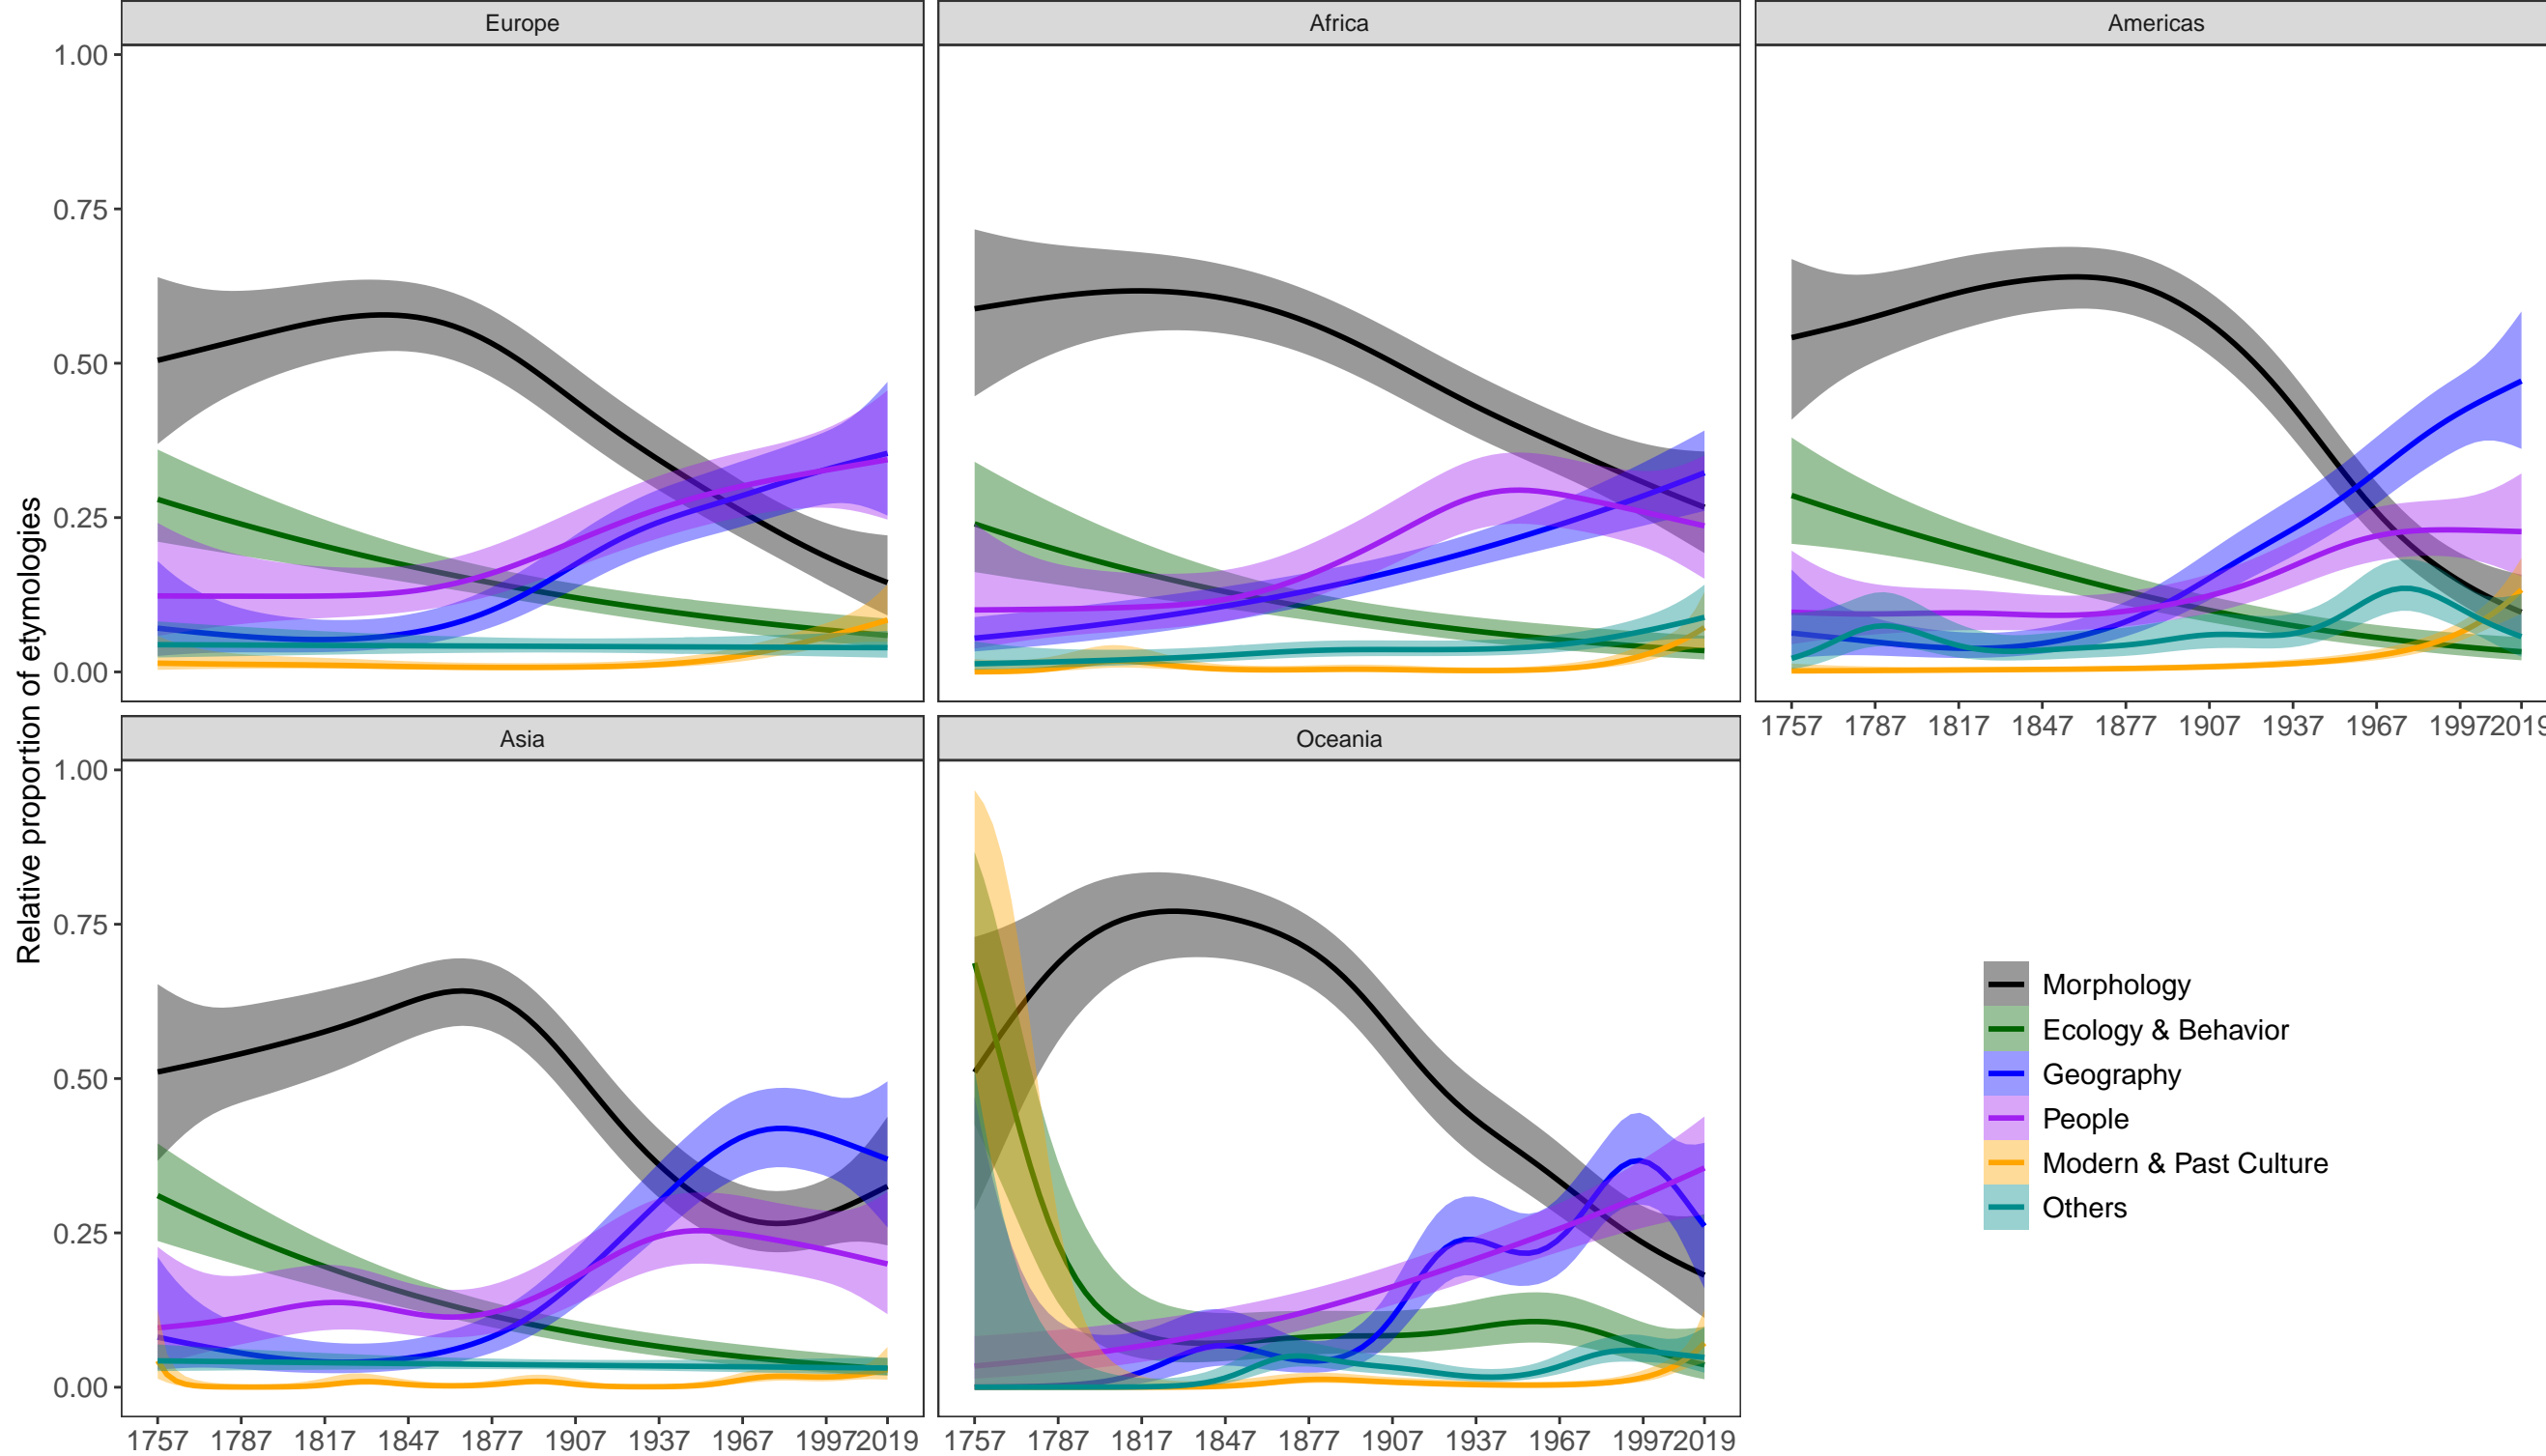 Europe
Africa
Americas
Relative proportion of etymologies
1.00
0.75
0.50
0.25
0.00
1757 1787 1817 1847 1877 1907 1937 1967 1997 2019
Asia
Oceania
1.00
0.75
0.50
0.25
0.00
Morphology
Ecology & Behavior
Geography
People
Modern & Past Culture
Others
1757 1787 1817 1847 1877 1907 1937 1967 1997 2019
1757 1787 1817 1847 1877 1907 1937 1967 1997 2019